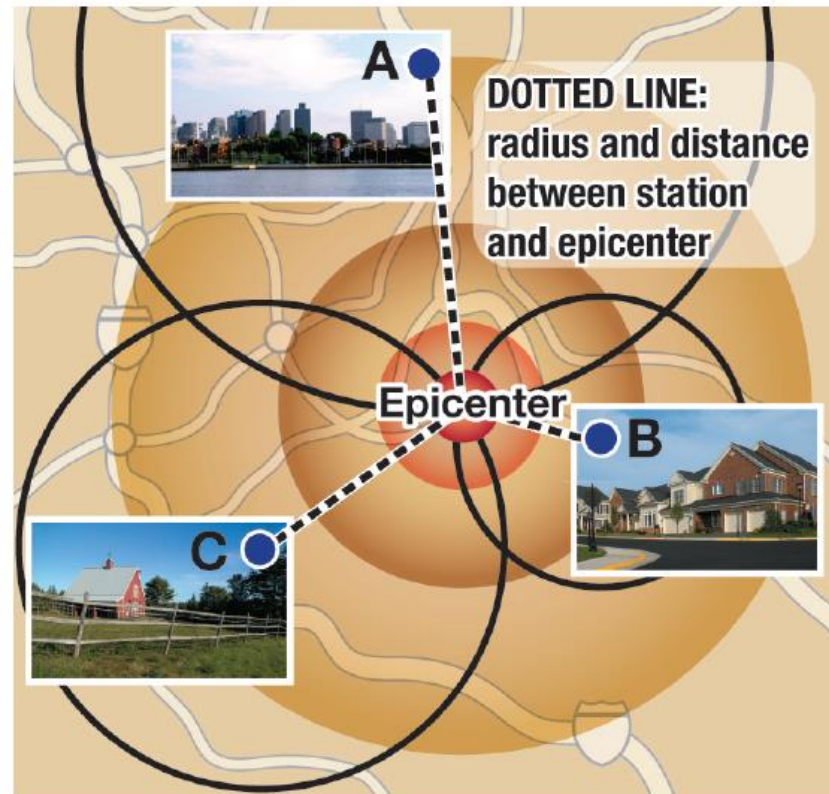 A
DOTTED LINE:
radius and distance
between station
and epicenter
Epicenter
B
C